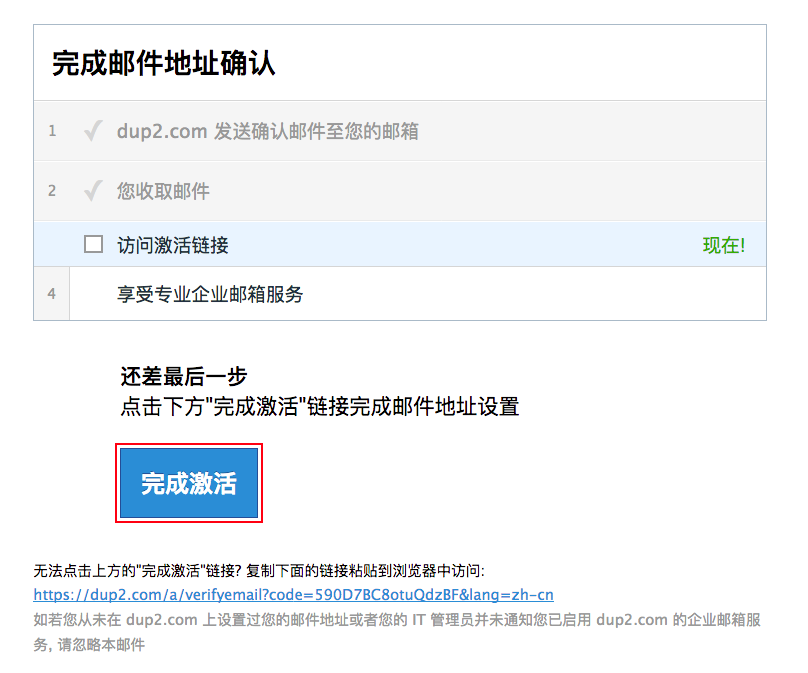 完成邮件地址确认
1 dup2.com 发送确认邮件至您的邮箱
2 您收取邮件
访问激活链接 现在!
4 享受专业企业邮箱服务
还差最后一步
点击下方"完成激活"链接完成邮件地址设置
完成激活
无法点击上方的"完成激活"链接? 复制下面的链接粘贴到浏览器中访问:
https://dup2.com/a/verifyemail?code=590D7BC8otuQdzBF&lang=zh-cn
如若您从未在 dup2.com 上设置过您的邮件地址或者您的 IT 管理员并未通知您已启用 dup2.com 的企业邮箱服
务, 请忽略本邮件